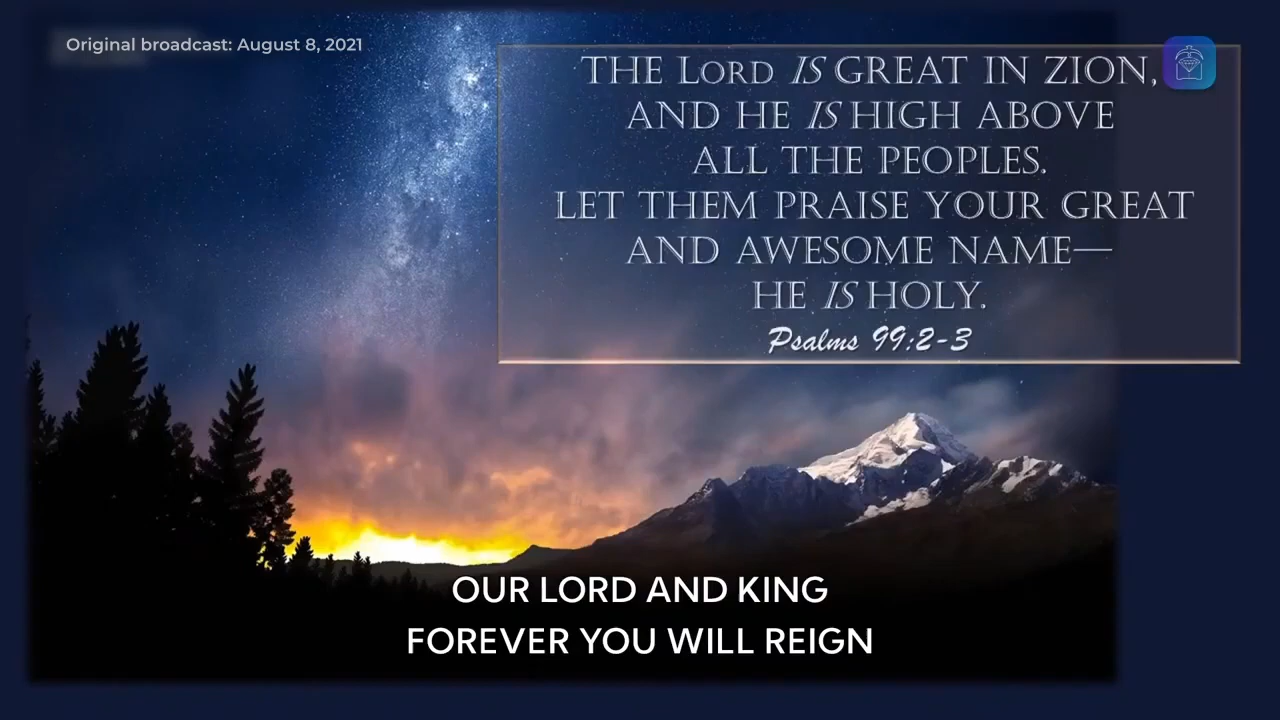 Original broadcast: August 8, 2021
THE LORD IS GREAT IN ZION,
AND HE IS HIGH ABOVE
ALL THE PEOPLES.
LET THEM PRAISE YOUR GREAT
AND AWESOME NAME—
HE IS HOLY.
Psalms 99:2-3
OUR LORD AND KING
FOREVER YOU WILL REIGN